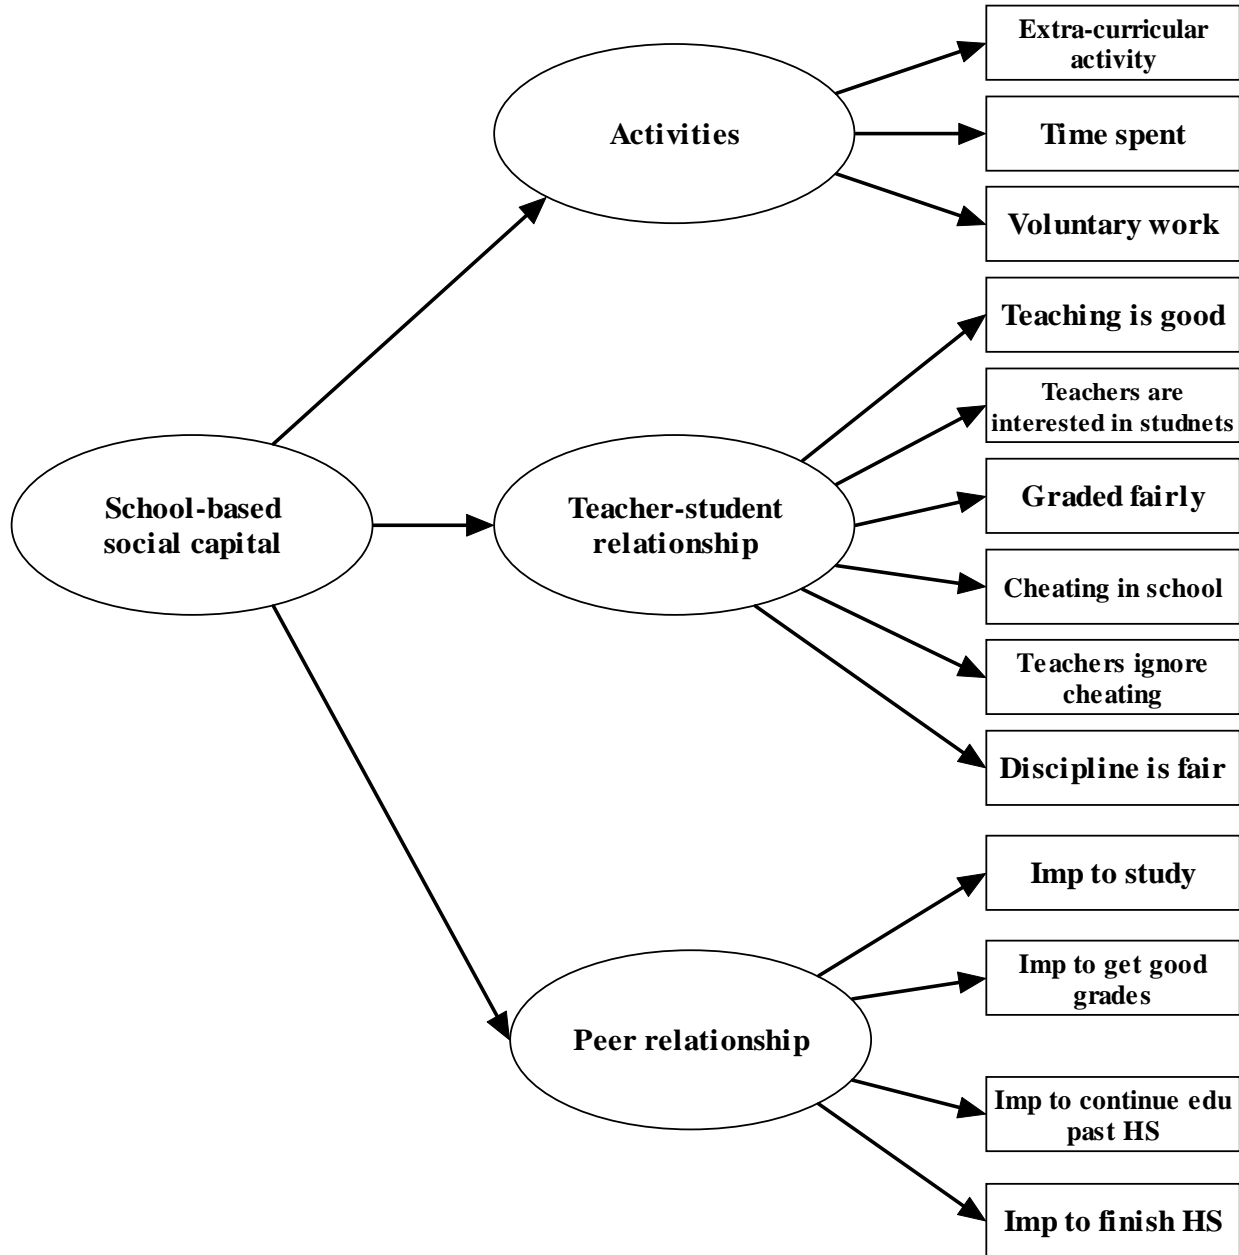 School-based
social capital
Activities
Extra-curricular
activity
Time spent
Voluntary work
Teacher-student
relationship
Teaching is good
Teachers are
interested in studnets
Graded fairly
Cheating in school
Teachers ignore
cheating
Discipline is fair
Peer relationship
Imp to study
Imp to get good
grades
Imp to continue edu
past HS
Imp to finish HS